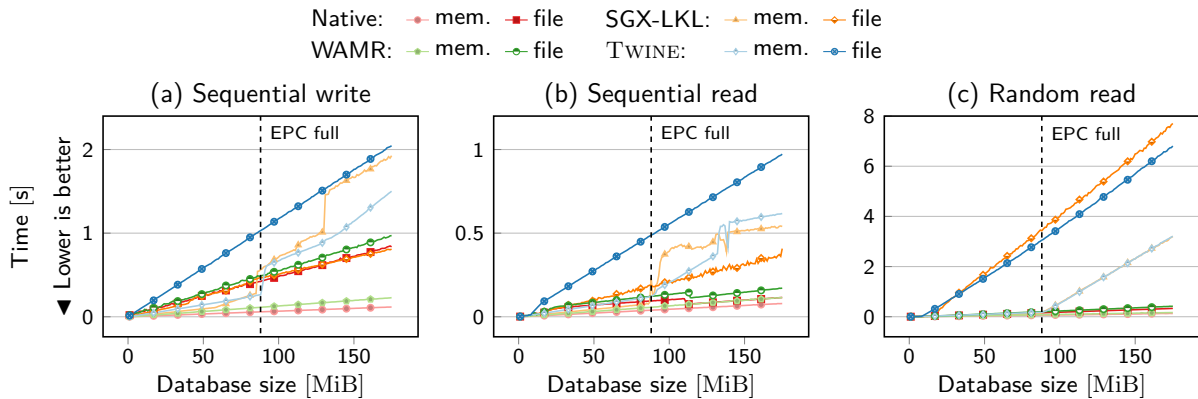 Native: mem. file SGX-LKL: mem. file
WAMR: mem. file TWINE: mem. file
(a) Sequential write
(b) Sequential read
(c) Random read
Time [s]
◀ Lower is better
EPC full
2
1
0
0 50 100 150
Database size [MiB]
EPC full
1
0.5
0
0 50 100 150
Database size [MiB]
EPC full
8
6
4
2
0
0 50 100 150
Database size [MiB]